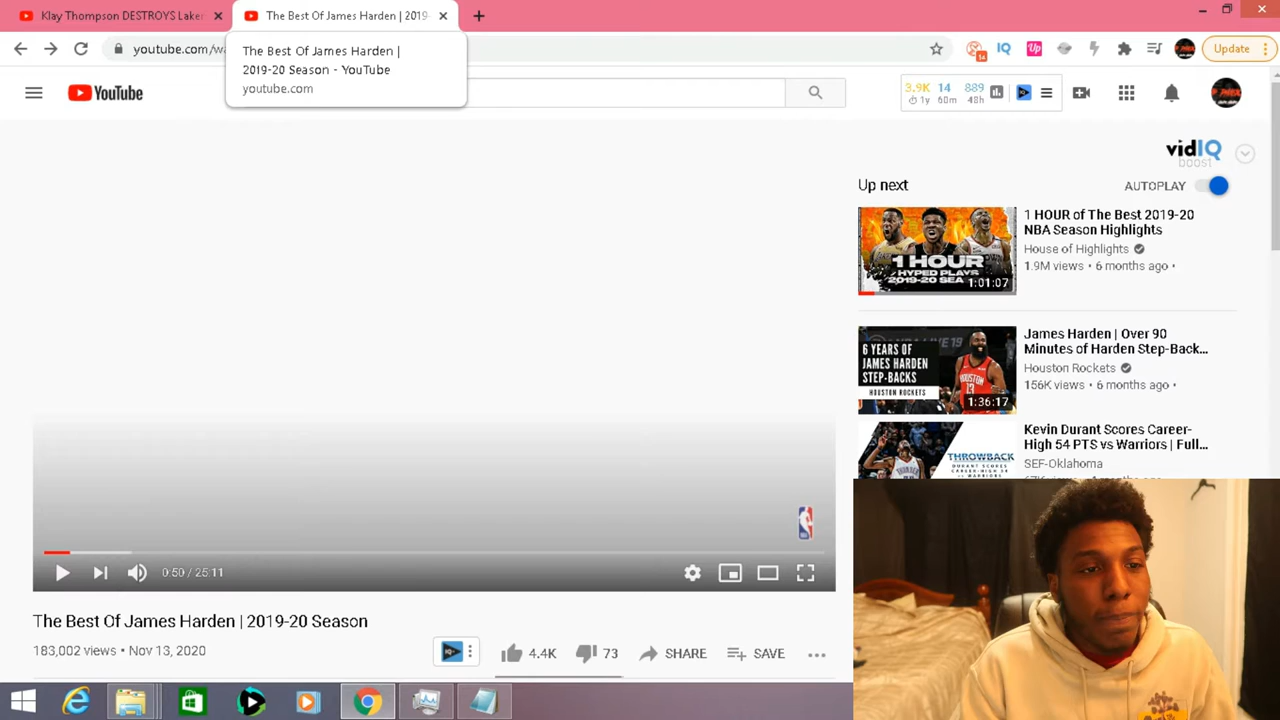 Klay Thompson DESTROYS Laker
The Best Of James Harden | 2019-
Update
youtube.com/wa
The Best Of James Harden |
2019-20 Season - YouTube
youtube.com
YouTube
3.9K 14 889
1y 60m 48h
vidIQ
boost
Up next
AUTOPLAY
1 HOUR
HYPED PLAYS
2019-20 SEA
1:01:07
1 HOUR of The Best 2019-20
NBA Season Highlights
House of Highlights
1.9M views • 6 months ago •
6 YEARS OF
JAMES HARDEN
STEP-BACKS
HOUSTON ROCKETS
1:36:17
James Harden | Over 90
Minutes of Harden Step-Back...
Houston Rockets
156K views • 6 months ago •
THROWBACK
Kevin Durant Scores Career-
High 54 PTS vs Warriors | Full...
SEF-Oklahoma
0:50 / 25:11
The Best Of James Harden | 2019-20 Season
183,002 views • Nov 13, 2020
4.4K
73
SHARE
SAVE